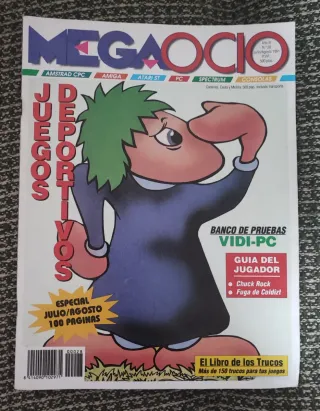 MEGAOCIO
AMSTRAD CPC
AMIGA
ATARI ST
PC
SPECTRUM
CONSOLAS
JUEGOS
DEPORTIVOS
BANCO DE PRUEBAS
VIDI-PC
GUIA DEL
JUGADOR
Chuck Rock
Fuga de Colditz
ESPECIAL
JULIO/AGOSTO
100 PAGINAS
El Libro de los Trucos
Más de 150 trucos para tus juegos